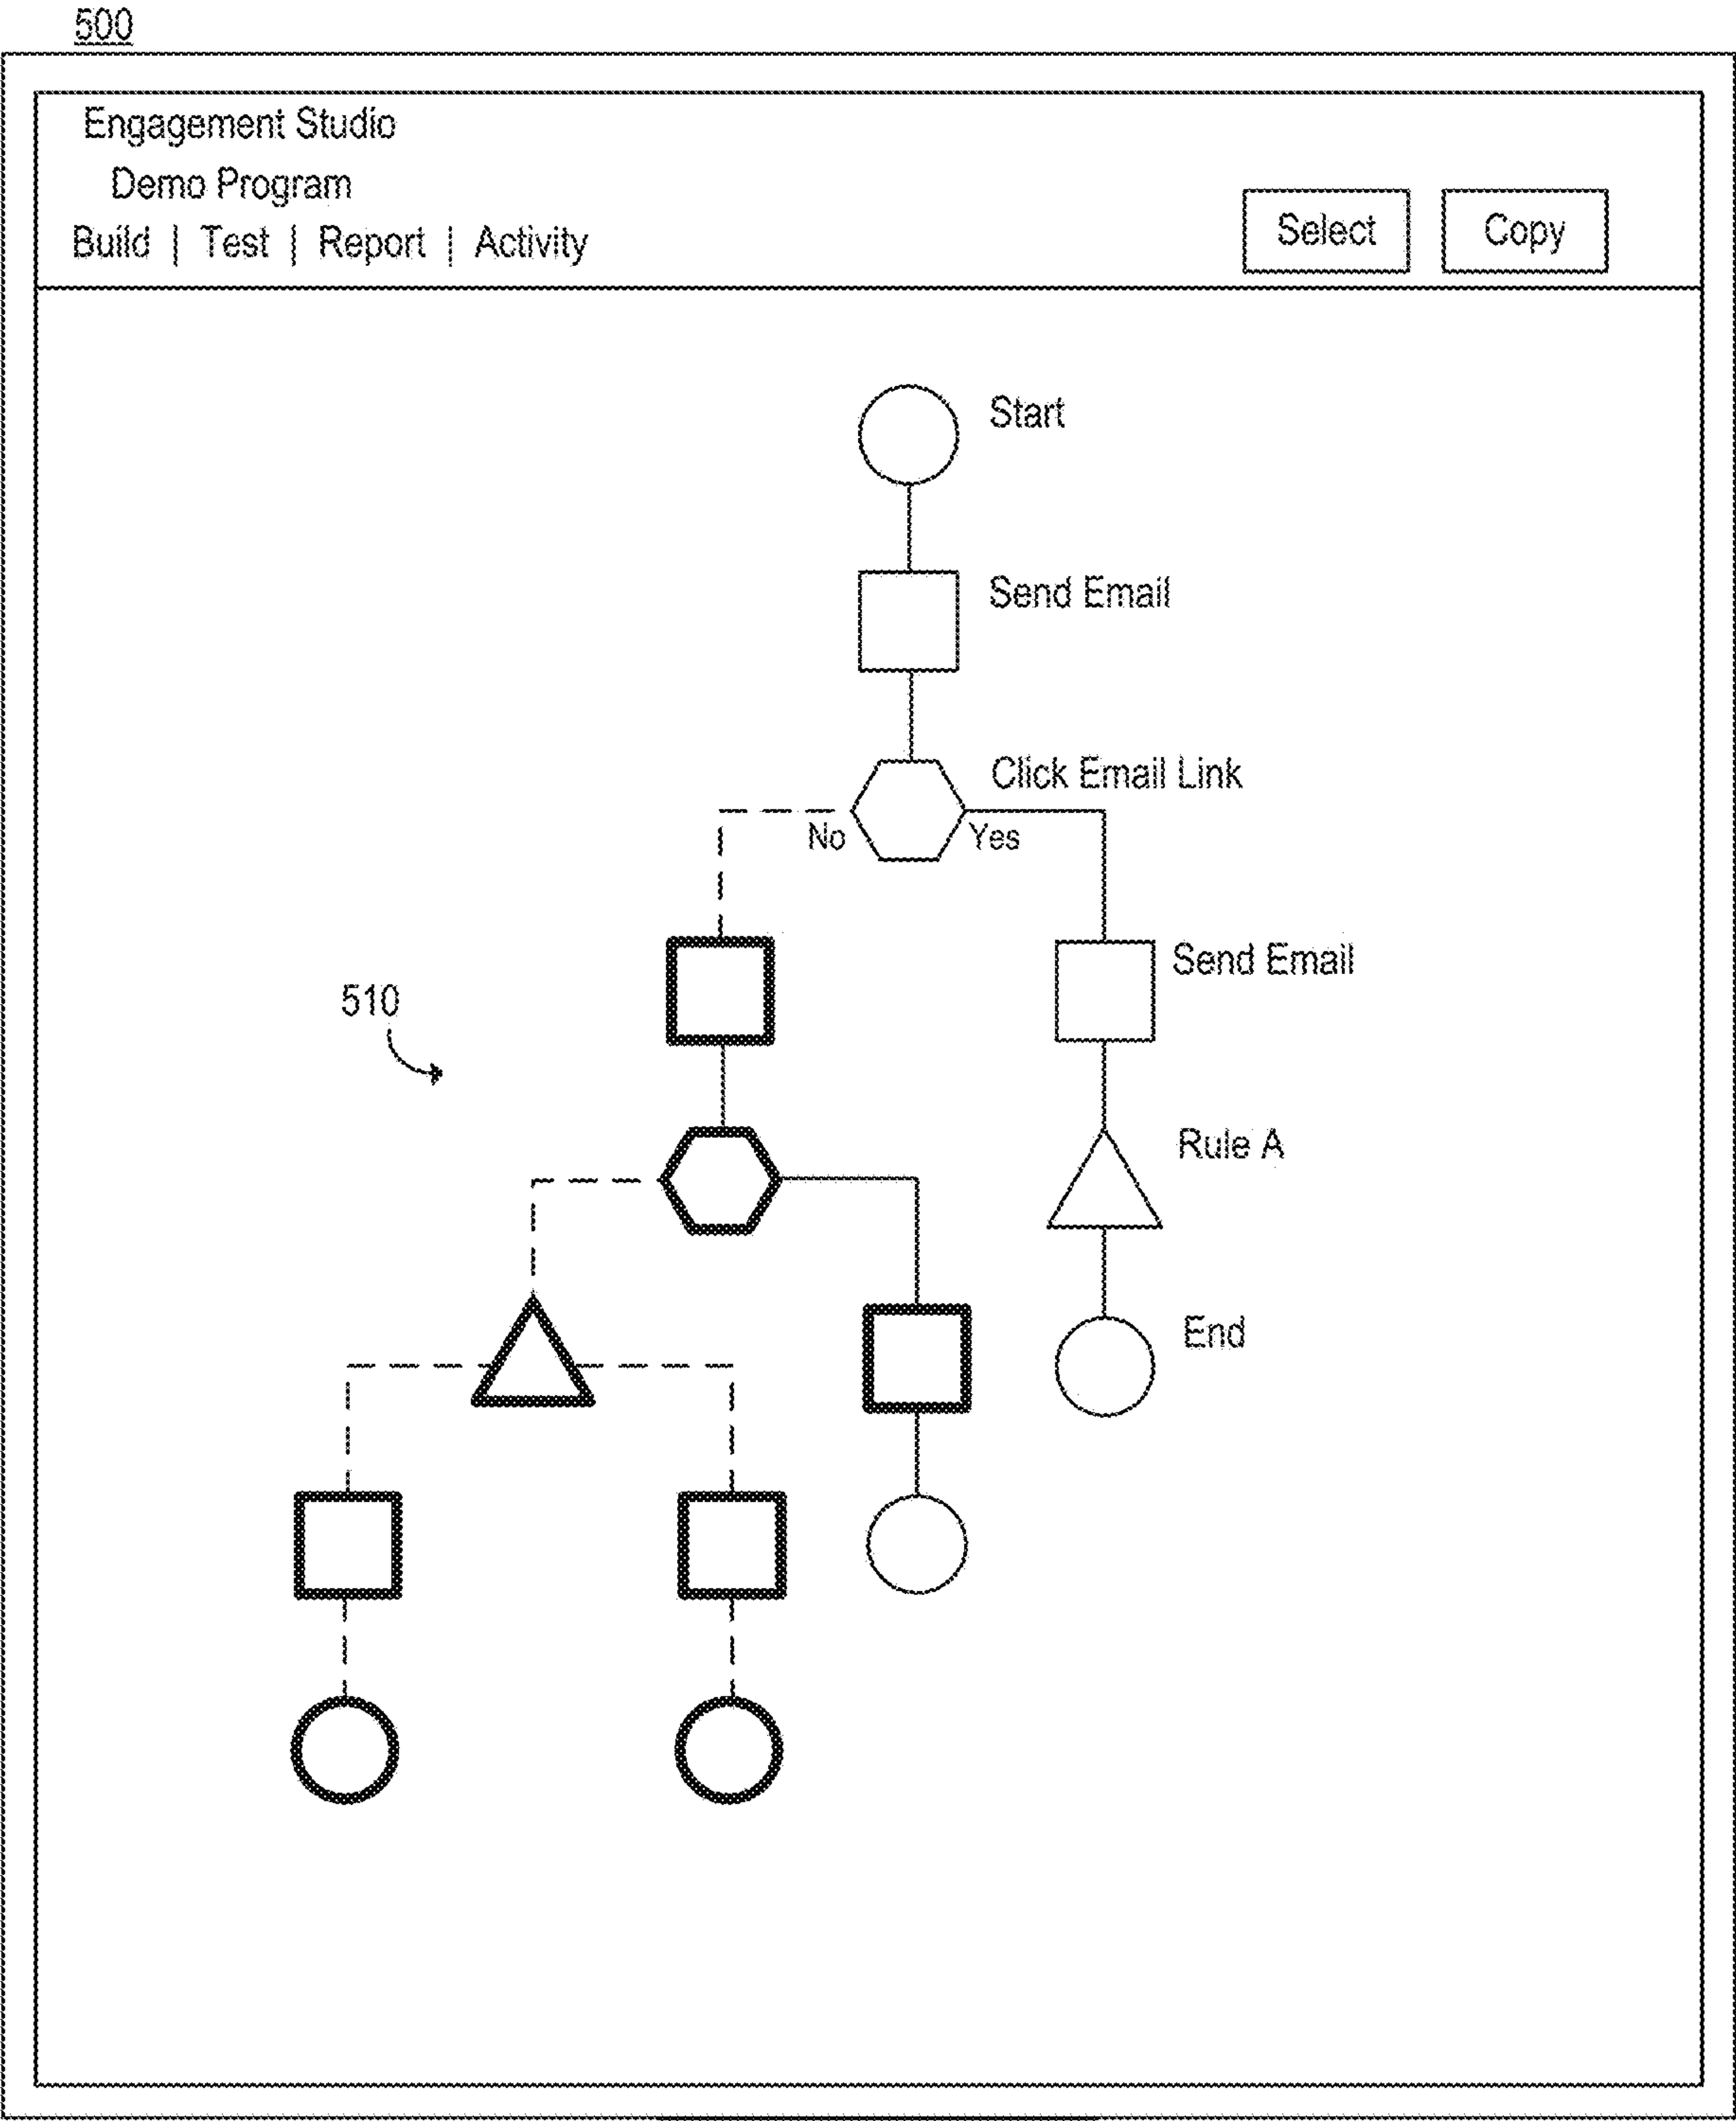 500
Engagement Studio
Demo Program
Build | Test | Report | Activity
Select
Copy
Start
Send Email
Click Email Link
No
Yes
Send Email
510
Rule A
End